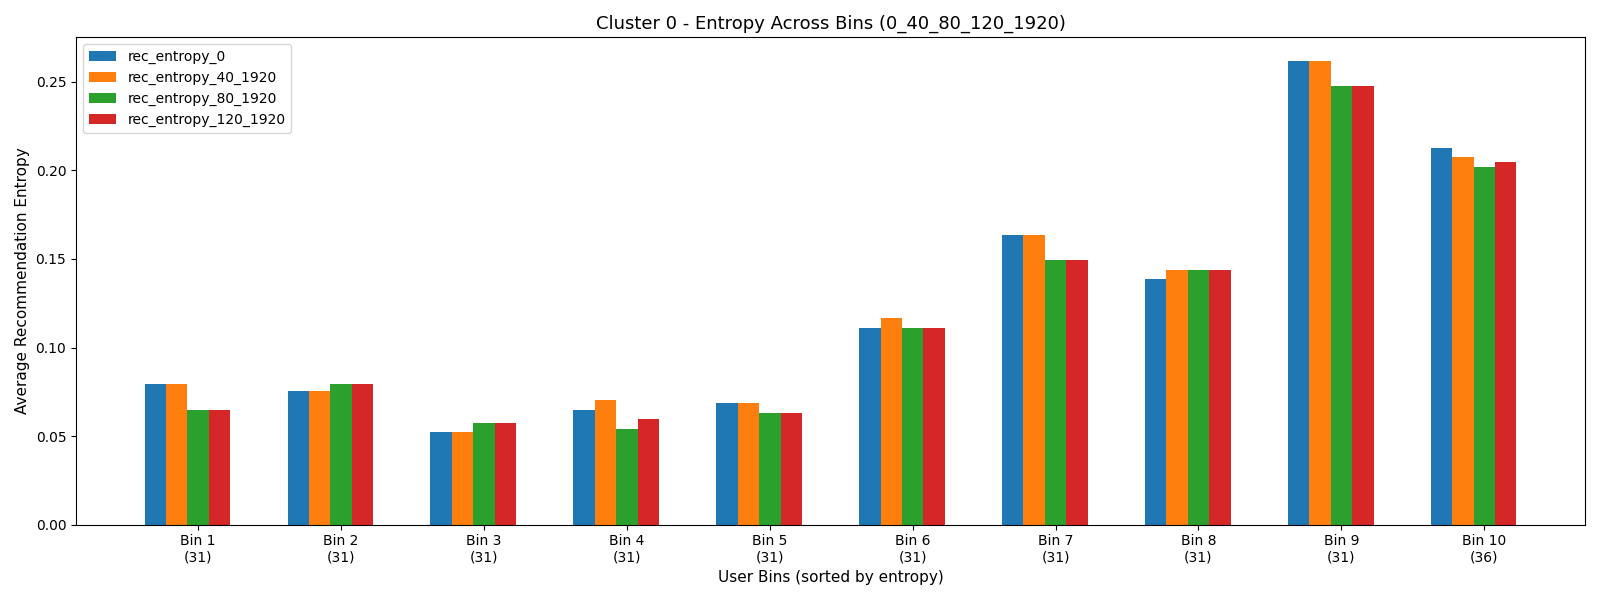 Cluster 0 - Entropy Across Bins (0_40_80_120_1920)
rec_entropy_0
rec_entropy_40_1920
rec_entropy_80_1920
rec_entropy_120_1920
Average Recommendation Entropy
0.25
0.20
0.15
0.10
0.05
0.00
Bin 1 Bin 2 Bin 3 Bin 4 Bin 5 Bin 6 Bin 7 Bin 8 Bin 9 Bin 10
(31) (31) (31) (31) (31) (31) (31) (31) (31) (36)
User Bins (sorted by entropy)